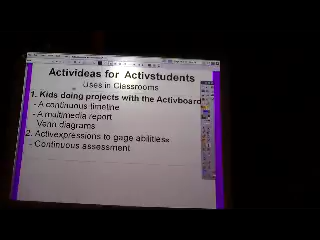 Activideas for Activstudents
Uses in Classrooms
1. Kids doing projects with the Activboard
- A continuous timeline
- A multimedia report
Venn diagrams
2. Activexpressions to gage abilities
- Continuous assessment